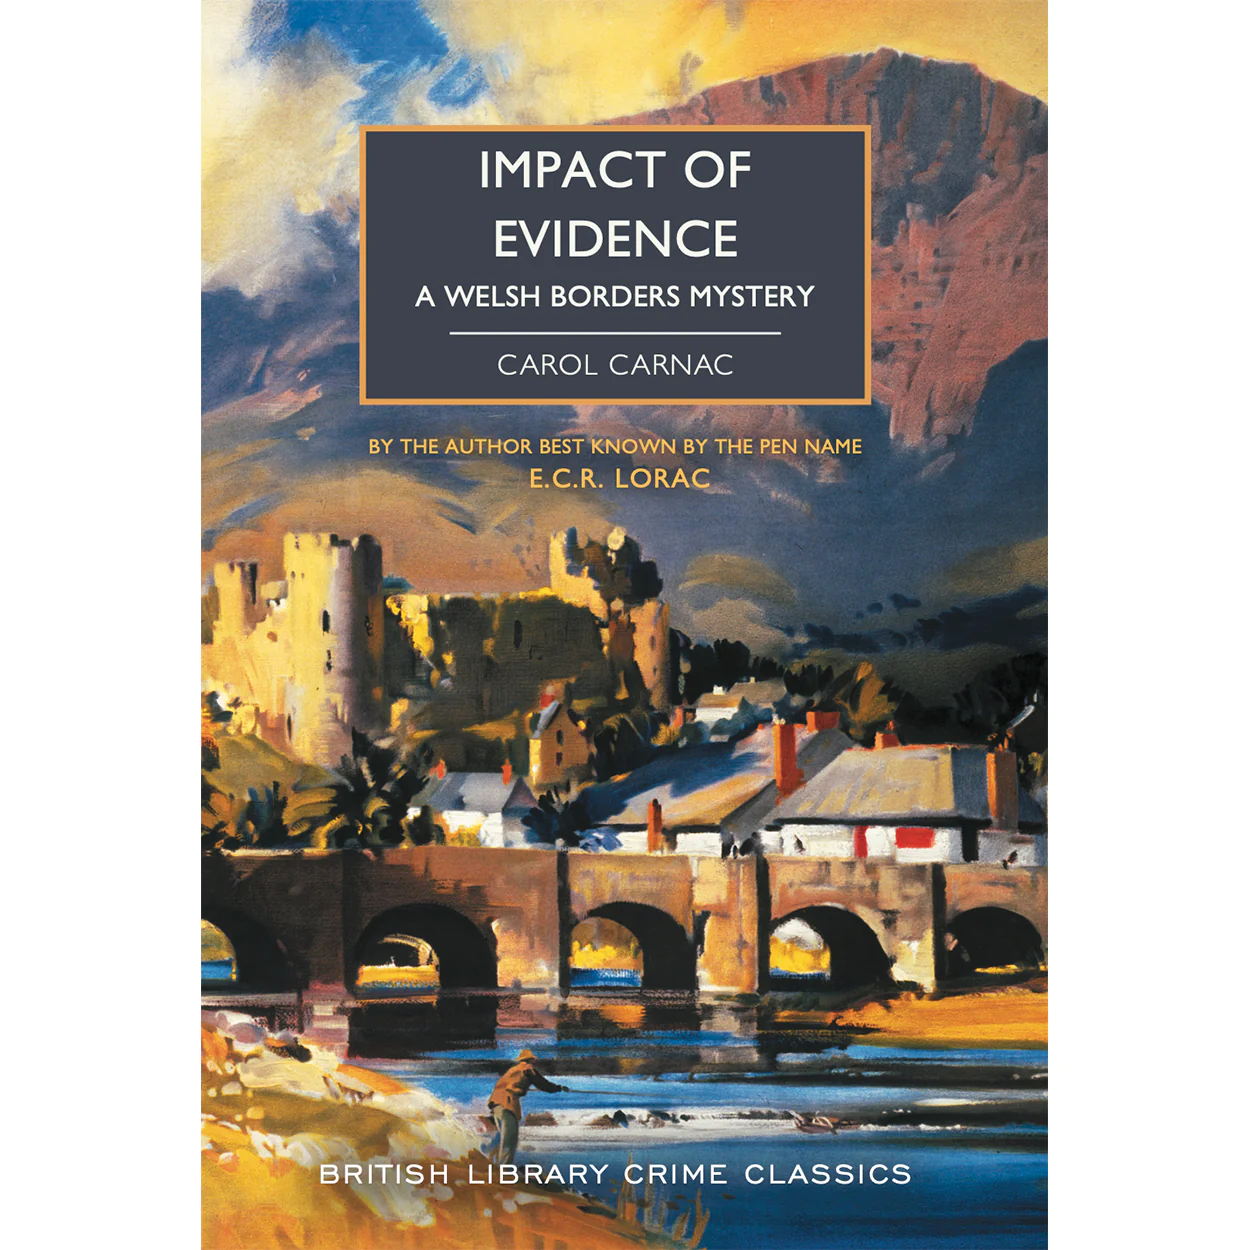 IMPACT OF
EVIDENCE
A WELSH BORDERS MYSTERY
CAROL CARNAC
BY THE AUTHOR BEST KNOWN BY THE PEN NAME
E.C.R. LORAC
BRITISH LIBRARY CRIME CLASSICS